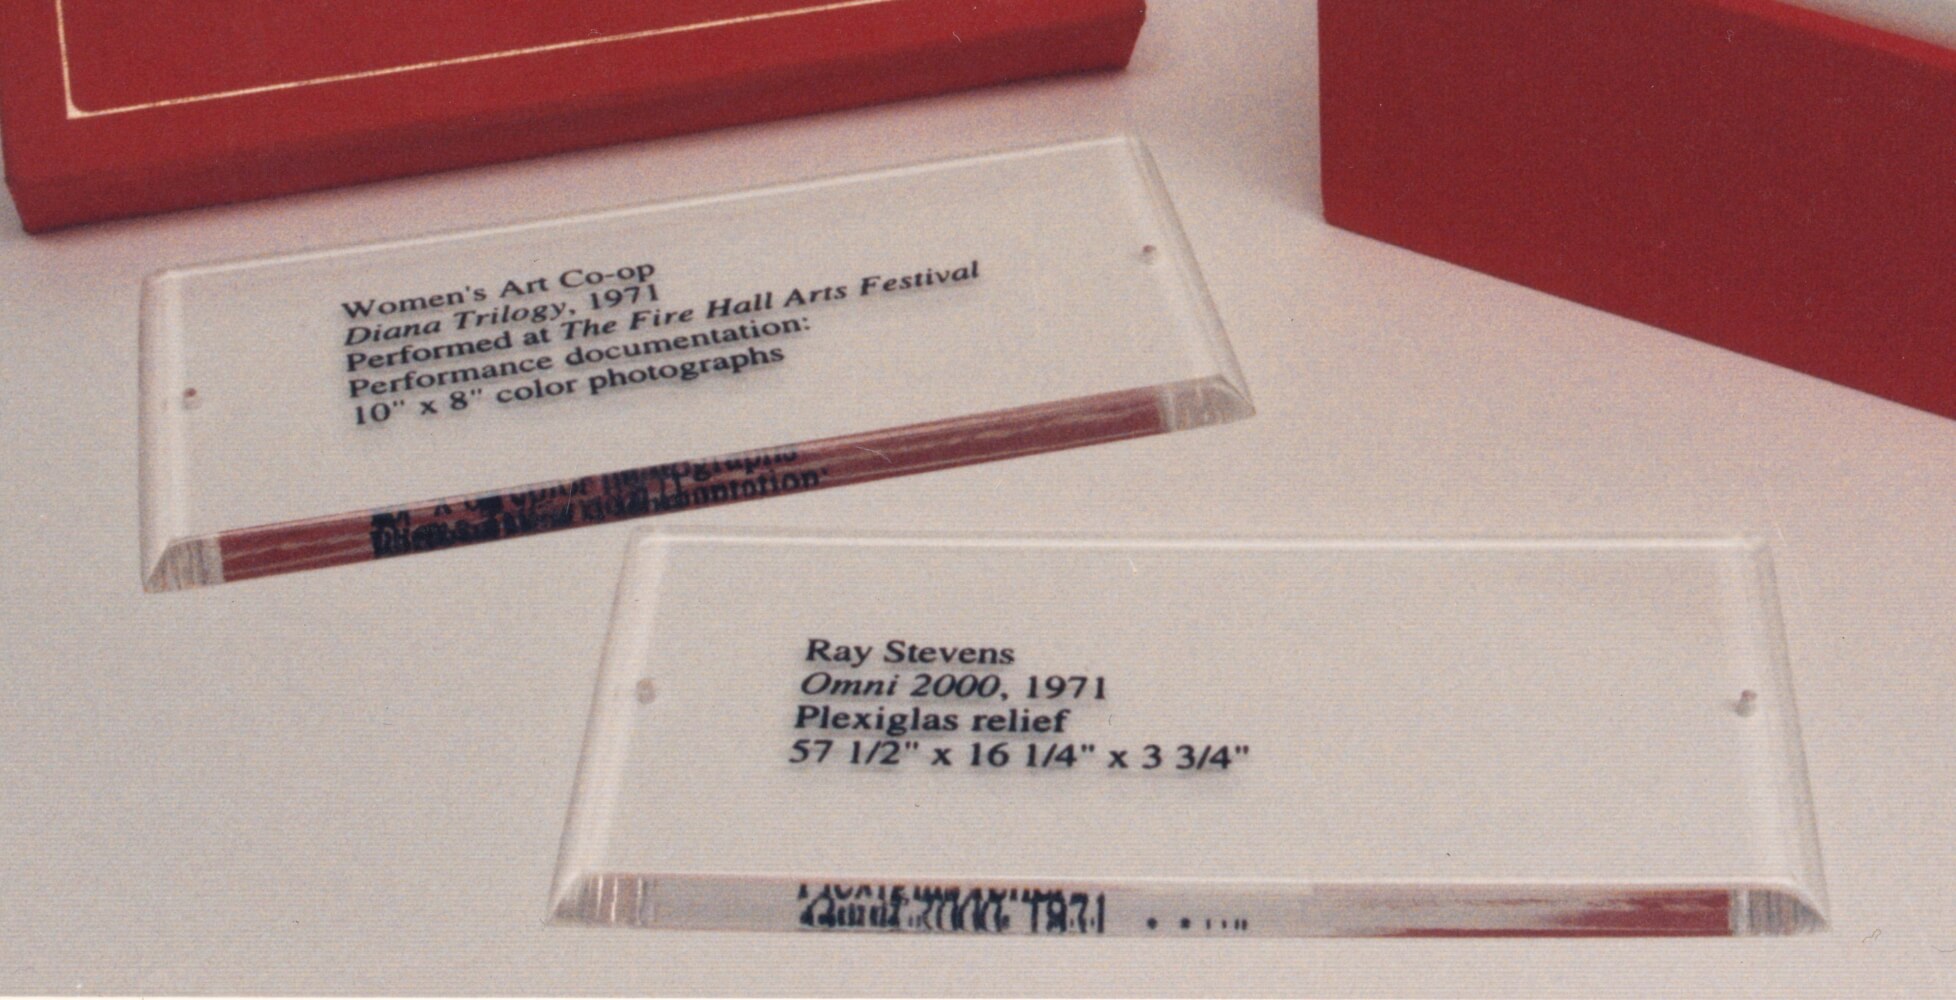 Women's Art Co-op
Diana Trilogy, 1971
Performed at The Fire Hall Arts Festival
Performance documentation:
10" x 8" color photographs
Ray Stevens
Omni 2000, 1971
Plexiglas relief
57 1/2" x 16 1/4" x 3 3/4"